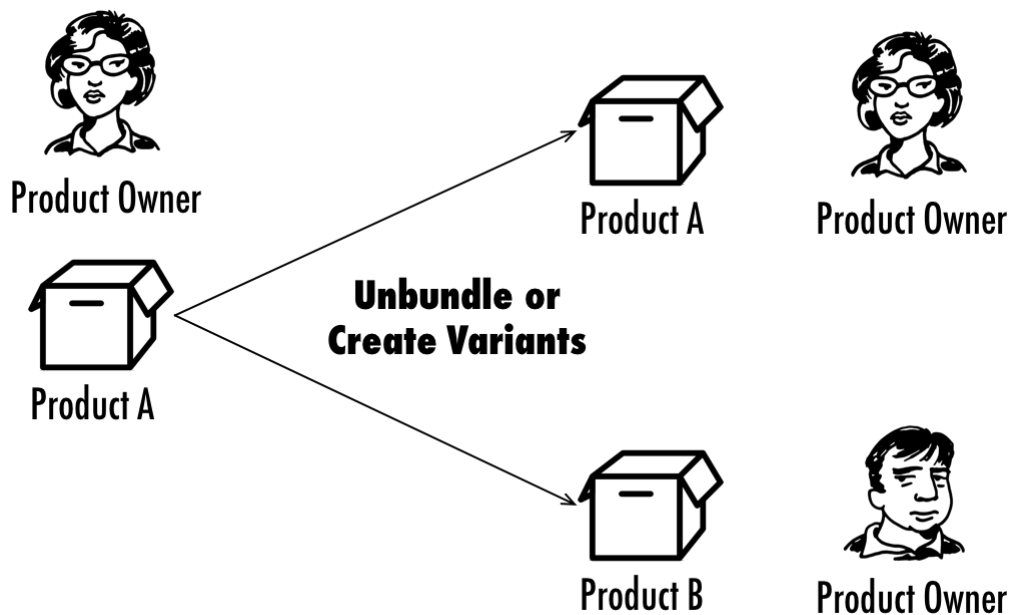 Product Owner
Product A
Unbundle or
Create Variants
Product A
Product Owner
Product B
Product Owner